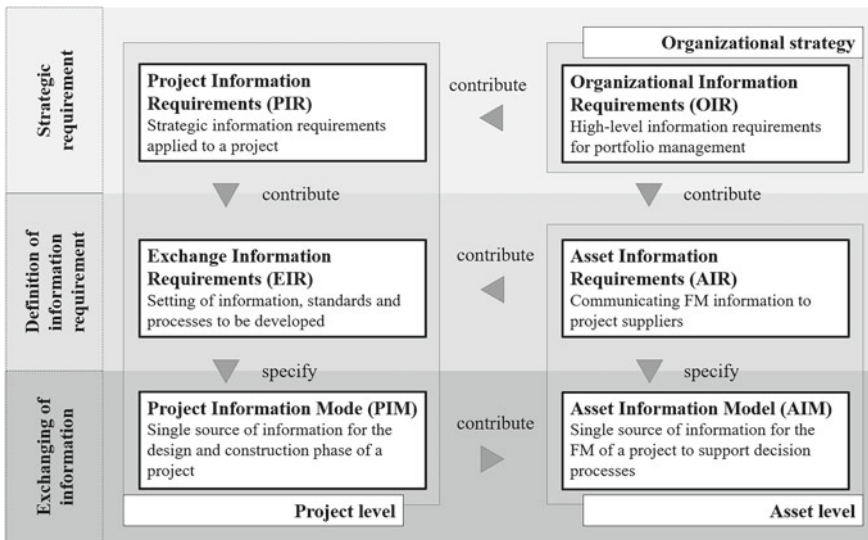 Strategic
requirement
Organizational strategy
Project Information
Requirements (PIR)
Strategic information requirements
applied to a project
contribute
Organizational Information
Requirements (OIR)
High-level information requirements
for portfolio management
contribute
contribute
Definition of
information
requirement
Exchange Information
Requirements (EIR)
Setting of information, standards and
processes to be developed
contribute
Asset Information
Requirements (AIR)
Communicating FM information to
project suppliers
specify
specify
Exchanging of
information
Project Information Mode (PIM)
Single source of information for the
design and construction phase of a
project
contribute
Asset Information Model (AIM)
Single source of information for the
FM of a project to support decision
processes
Project level
Asset level